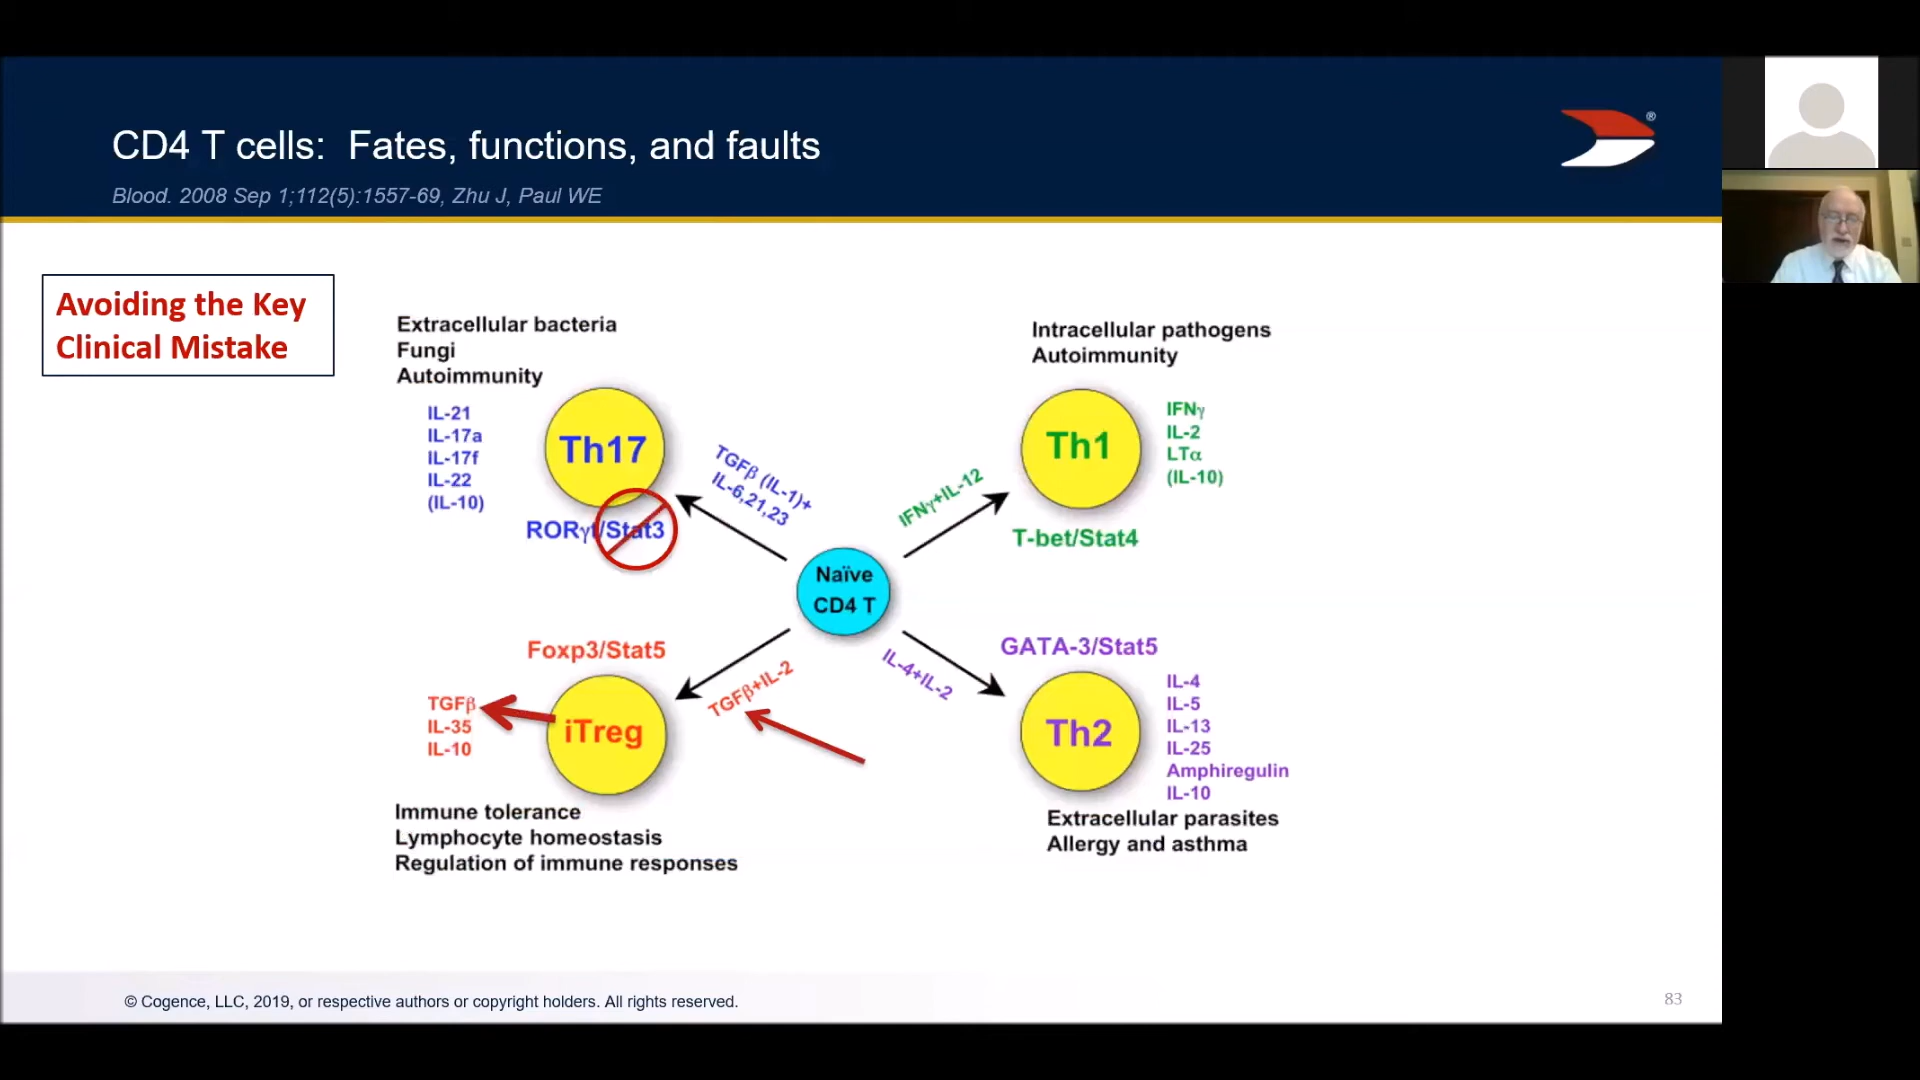 CD4 T cells:  Fates, functions, and faults
®
Blood. 2008 Sep 1;112(5):1557-69, Zhu J, Paul WE
Avoiding the Key
Clinical Mistake
Extracellular bacteria
Fungi
Autoimmunity
IL-21
IL-17a
IL-17f
IL-22
(IL-10)
Th17
RORγt/Stat3
TGFβ (IL-1)+
IL-6,21,23
Intracellular pathogens
Autoimmunity
Th1
IFNγ
IL-2
LTα
(IL-10)
T-bet/Stat4
IFNγ+IL-12
Naïve
CD4 T
Foxp3/Stat5
TGFβ
IL-35
IL-10
iTreg
TGFβ+IL-2
Immune tolerance
Lymphocyte homeostasis
Regulation of immune responses
IL-4+IL-2
GATA-3/Stat5
Th2
IL-4
IL-5
IL-13
IL-25
Amphiregulin
IL-10
Extracellular parasites
Allergy and asthma
© Cogence, LLC, 2019, or respective authors or copyright holders. All rights reserved.
83